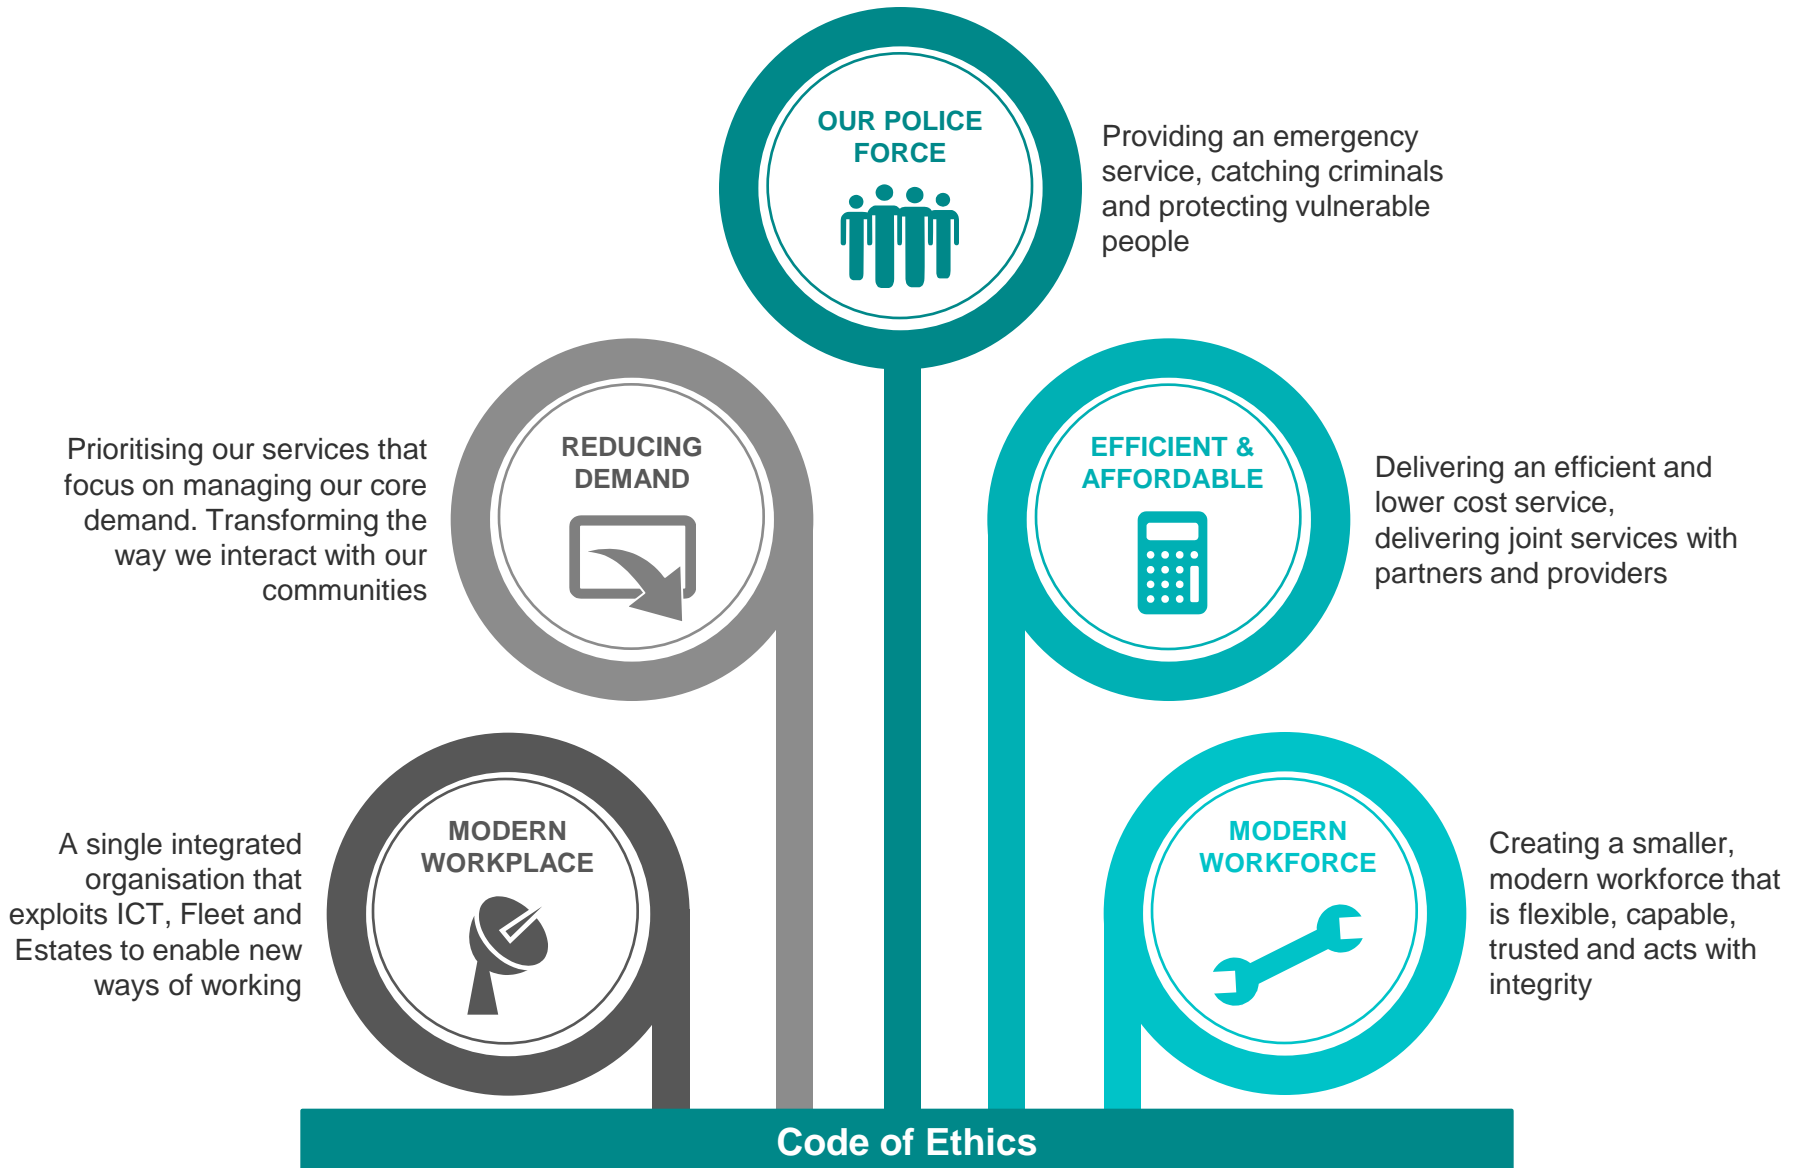 OUR POLICE
FORCE
Providing an emergency
service, catching criminals
and protecting vulnerable
people
Prioritising our services that
focus on managing our core
demand. Transforming the
way we interact with our
communities
REDUCING
DEMAND
EFFICIENT &
AFFORDABLE
Delivering an efficient and
lower cost service,
delivering joint services with
partners and providers
A single integrated
organisation that
exploits ICT, Fleet and
Estates to enable new
ways of working
MODERN
WORKPLACE
MODERN
WORKFORCE
Creating a smaller,
modern workforce that
is flexible, capable,
trusted and acts with
integrity
Code of Ethics